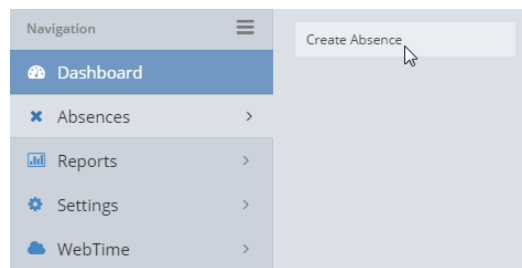 Navigation
Create Absence
Dashboard
Absences
Reports
Settings
WebTime